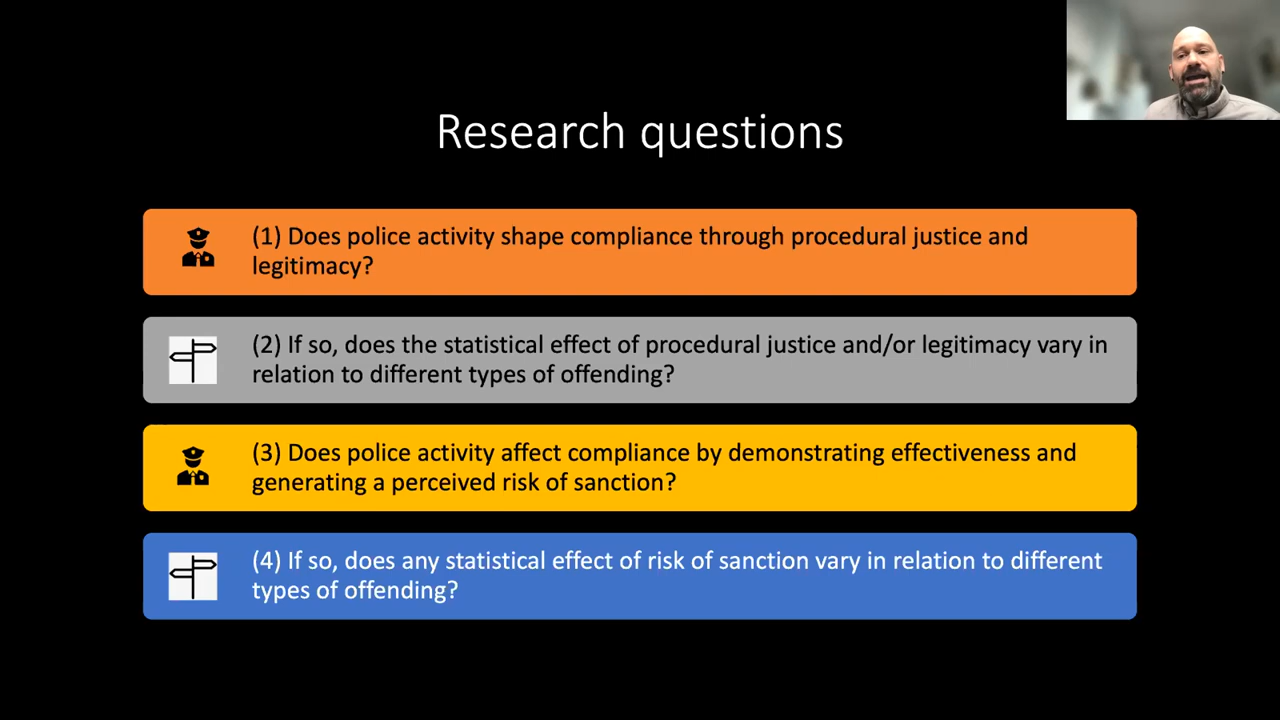 Research questions
(1) Does police activity shape compliance through procedural justice and
legitimacy?
(2) If so, does the statistical effect of procedural justice and/or legitimacy vary in
relation to different types of offending?
(3) Does police activity affect compliance by demonstrating effectiveness and
generating a perceived risk of sanction?
(4) If so, does any statistical effect of risk of sanction vary in relation to different
types of offending?